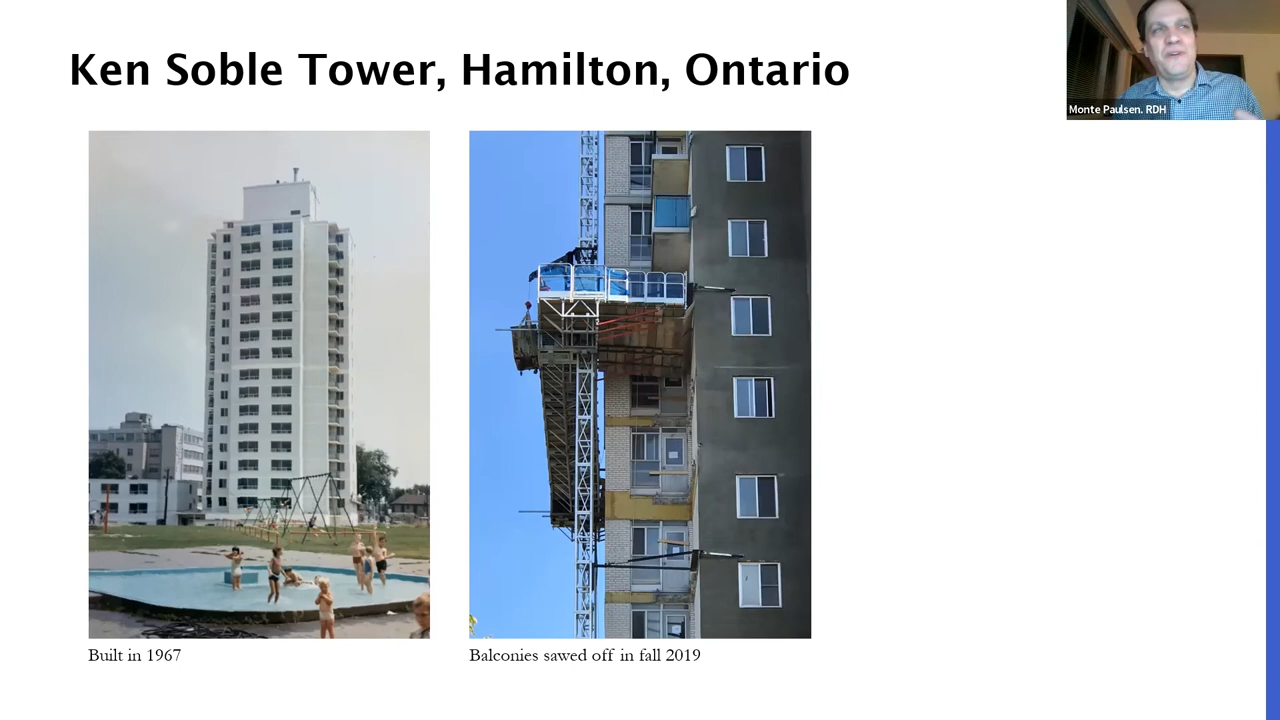 Ken Soble Tower, Hamilton, Ontario
Monte Paulsen. RDH
Built in 1967
Balconies sawed off in fall 2019